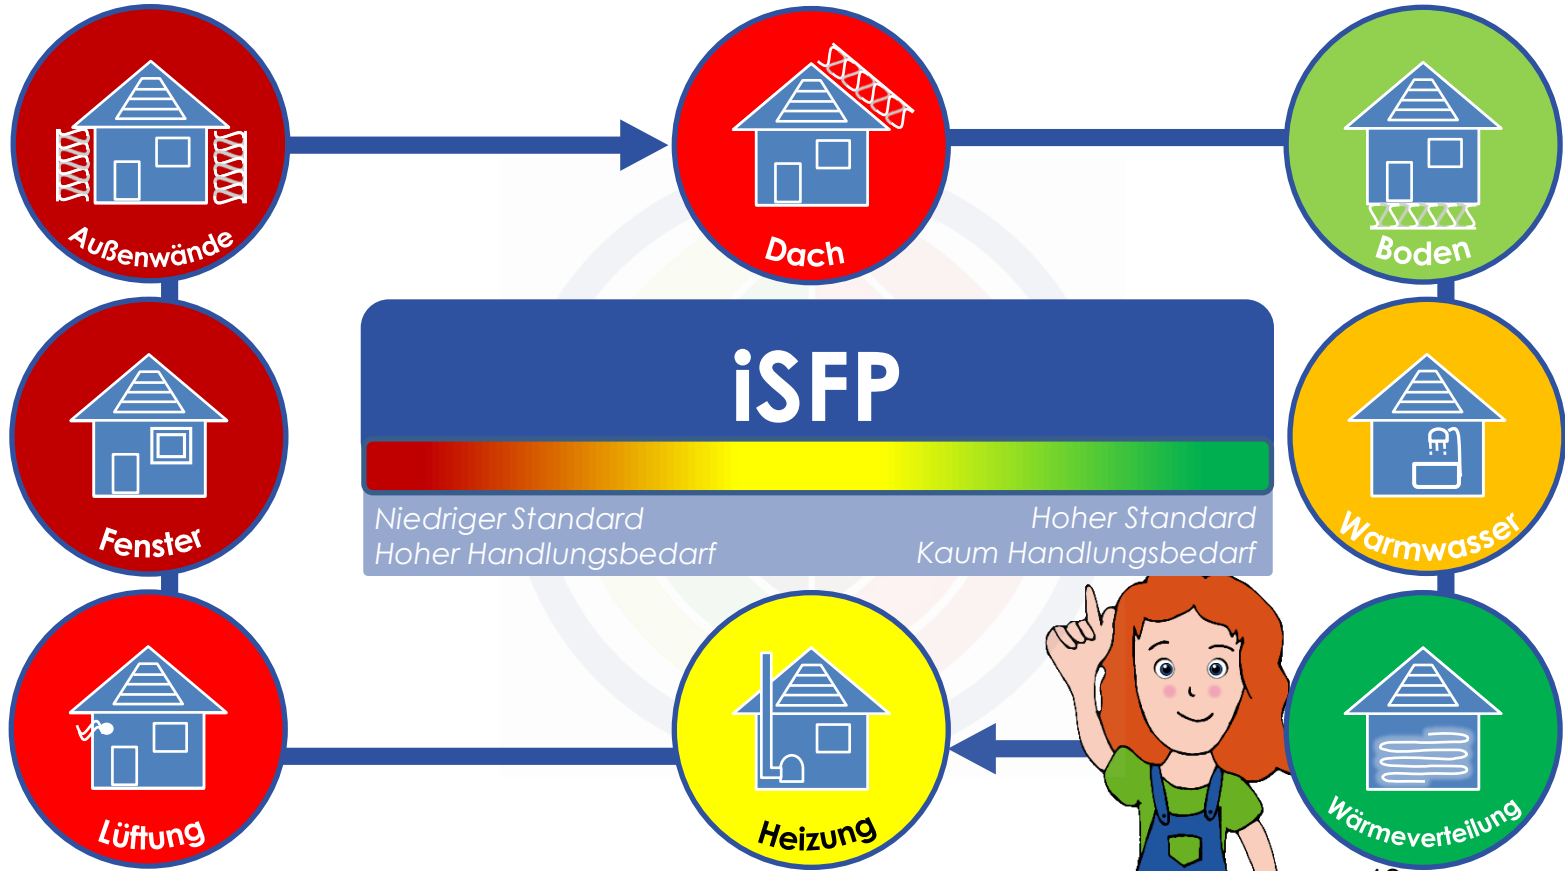 Außenwände
Dach
Boden
iSFP
Fenster
Niedriger Standard
Hoher Handlungsbedarf
Hoher Standard
Kaum Handlungsbedarf
Warmwasser
Lüftung
Heizung
Wärmeverteilung